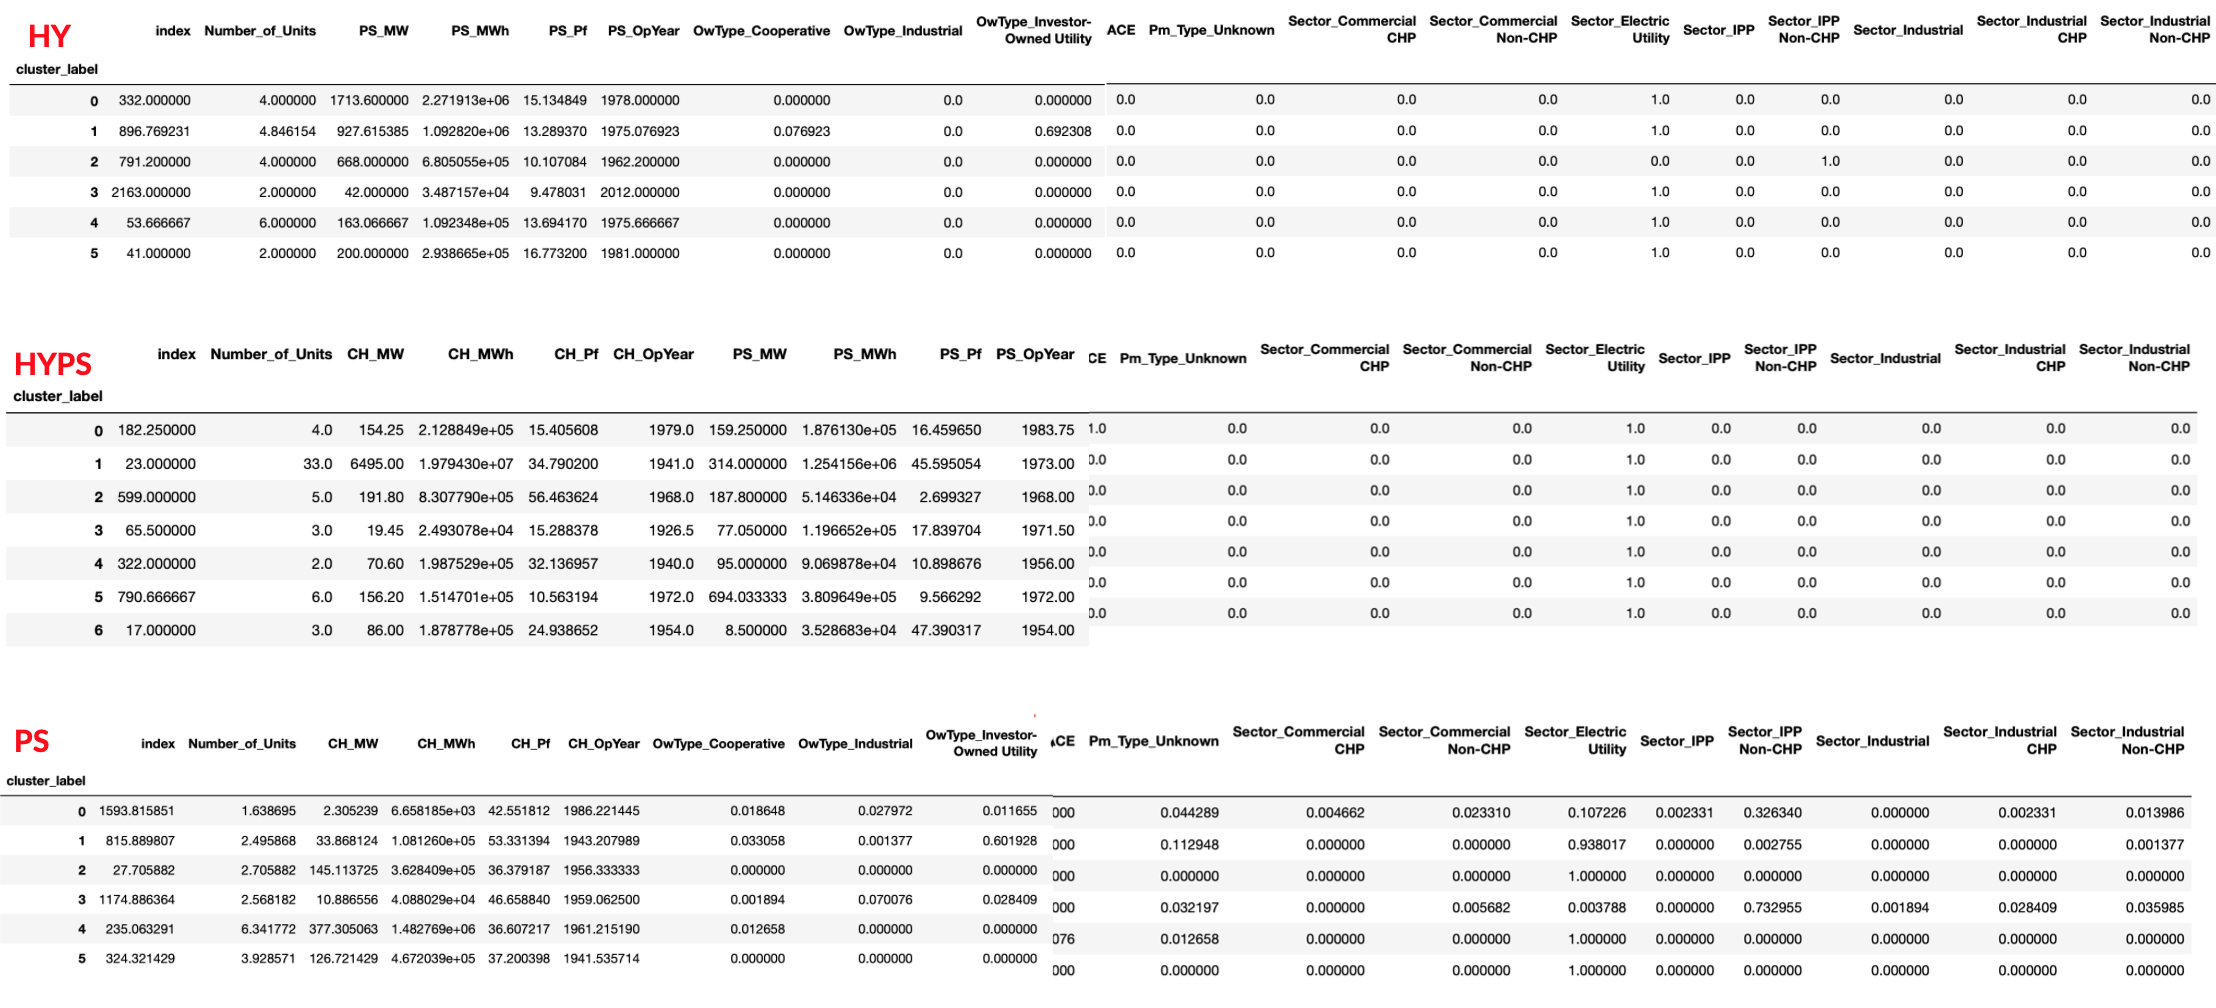 HY
index Number_of_Units PS_MW PS_MWh PS_Pf PS_OpYear OwType_Cooperative OwType_Industrial OwType_Investor-Owned Utility ACE Pm_Type_Unknown Sector_Commercial CHP Sector_Commercial Non-CHP Sector_Electric Utility Sector_IPP Sector_IPP Non-CHP Sector_Industrial Sector_Industrial CHP Sector_Industrial Non-CHP
cluster_label
0 332.000000 4.000000 1713.600000 2.271913e+06 15.134849 1978.000000 0.000000 0.0 0.000000 0.0 0.0 0.0 0.0 1.0 0.0 0.0 0.0 0.0 0.0
1 896.769231 4.846154 927.615385 1.092820e+06 13.289370 1975.076923 0.076923 0.0 0.692308 0.0 0.0 0.0 0.0 1.0 0.0 0.0 0.0 0.0 0.0
2 791.200000 4.000000 668.000000 6.805055e+05 10.107084 1962.200000 0.000000 0.0 0.000000 0.0 0.0 0.0 0.0 0.0 0.0 1.0 0.0 0.0 0.0
3 2163.000000 2.000000 42.000000 3.487157e+04 9.478031 2012.000000 0.000000 0.0 0.000000 0.0 0.0 0.0 0.0 1.0 0.0 0.0 0.0 0.0 0.0
4 53.666667 6.000000 163.066667 1.092348e+05 13.694170 1975.666667 0.000000 0.0 0.000000 0.0 0.0 0.0 0.0 1.0 0.0 0.0 0.0 0.0 0.0
5 41.000000 2.000000 200.000000 2.938665e+05 16.773200 1981.000000 0.000000 0.0 0.000000 0.0 0.0 0.0 0.0 1.0 0.0 0.0 0.0 0.0 0.0
HYPS
index Number_of_Units CH_MW CH_MWh CH_Pf CH_OpYear PS_MW PS_MWh PS_Pf PS_OpYear CE Pm_Type_Unknown Sector_Commercial CHP Sector_Commercial Non-CHP Sector_Electric Utility Sector_IPP Sector_IPP Non-CHP Sector_Industrial Sector_Industrial CHP Sector_Industrial Non-CHP
cluster_label
0 182.250000 4.0 154.25 2.128849e+05 15.405608 1979.0 159.250000 1.876130e+05 16.459650 1983.75 1.0 0.0 0.0 0.0 1.0 0.0 0.0 0.0 0.0 0.0
1 23.000000 33.0 6495.00 1.979430e+07 34.790200 1941.0 314.000000 1.254156e+06 45.595054 1973.00 0.0 0.0 0.0 0.0 1.0 0.0 0.0 0.0 0.0 0.0
2 599.000000 5.0 191.80 8.307790e+05 56.463624 1968.0 187.800000 5.146336e+04 2.699327 1968.00 0.0 0.0 0.0 0.0 1.0 0.0 0.0 0.0 0.0 0.0
3 65.500000 3.0 19.45 2.493078e+04 15.288378 1926.5 77.050000 1.196652e+05 17.839704 1971.50 0.0 0.0 0.0 0.0 1.0 0.0 0.0 0.0 0.0 0.0
4 322.000000 2.0 70.60 1.987529e+05 32.136957 1940.0 95.000000 9.069878e+04 10.898676 1956.00 0.0 0.0 0.0 0.0 1.0 0.0 0.0 0.0 0.0 0.0
5 790.666667 6.0 156.20 1.514701e+05 10.563194 1972.0 694.033333 3.809649e+05 9.566292 1972.00 0.0 0.0 0.0 0.0 1.0 0.0 0.0 0.0 0.0 0.0
6 17.000000 3.0 86.00 1.878778e+05 24.938652 1954.0 8.500000 3.528683e+04 47.390317 1954.00 0.0 0.0 0.0 0.0 1.0 0.0 0.0 0.0 0.0 0.0
PS
index Number_of_Units CH_MW CH_MWh CH_Pf CH_OpYear OwType_Cooperative OwType_Industrial OwType_Investor-Owned Utility ACE Pm_Type_Unknown Sector_Commercial CHP Sector_Commercial Non-CHP Sector_Electric Utility Sector_IPP Sector_IPP Non-CHP Sector_Industrial Sector_Industrial CHP Sector_Industrial Non-CHP
cluster_label
0 1593.815851 1.638695 2.305239 6.658185e+03 42.551812 1986.221445 0.018648 0.027972 0.011655 000 0.044289 0.004662 0.023310 0.107226 0.002331 0.326340 0.000000 0.002331 0.013986
1 815.889807 2.495868 33.868124 1.081260e+05 53.331394 1943.207989 0.033058 0.001377 0.601928 000 0.112948 0.000000 0.000000 0.938017 0.000000 0.002755 0.000000 0.000000 0.001377
2 27.705882 2.705882 145.113725 3.628409e+05 36.379187 1956.333333 0.000000 0.000000 0.000000 000 0.000000 0.000000 0.000000 1.000000 0.000000 0.000000 0.000000 0.000000 0.000000
3 1174.886364 2.568182 10.886556 4.088029e+04 46.658840 1959.062500 0.001894 0.070076 0.028409 000 0.032197 0.000000 0.005682 0.003788 0.000000 0.732955 0.001894 0.028409 0.035985
4 235.063291 6.341772 377.305063 1.482769e+06 36.607217 1961.215190 0.012658 0.000000 0.000000 076 0.012658 0.000000 0.000000 1.000000 0.000000 0.000000 0.000000 0.000000 0.000000
5 324.321429 3.928571 126.721429 4.672039e+05 37.200398 1941.535714 0.000000 0.000000 0.000000 000 0.000000 0.000000 0.000000 1.000000 0.000000 0.000000 0.000000 0.000000 0.000000